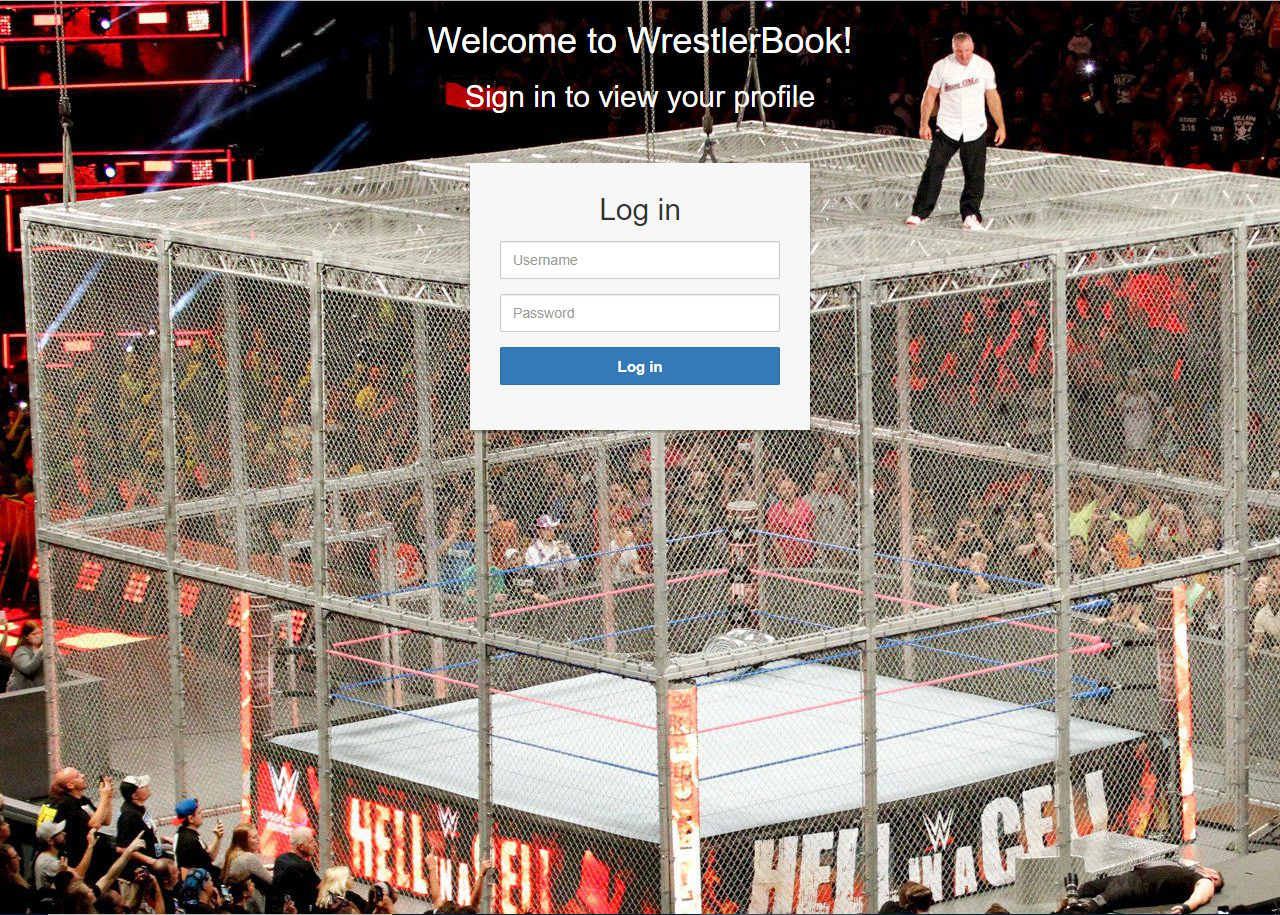 Welcome to WrestlerBook!
Sign in to view your profile
Log in
Username
Password
Log in
HELL
IN A
CELL
HELL
IN A
CELL